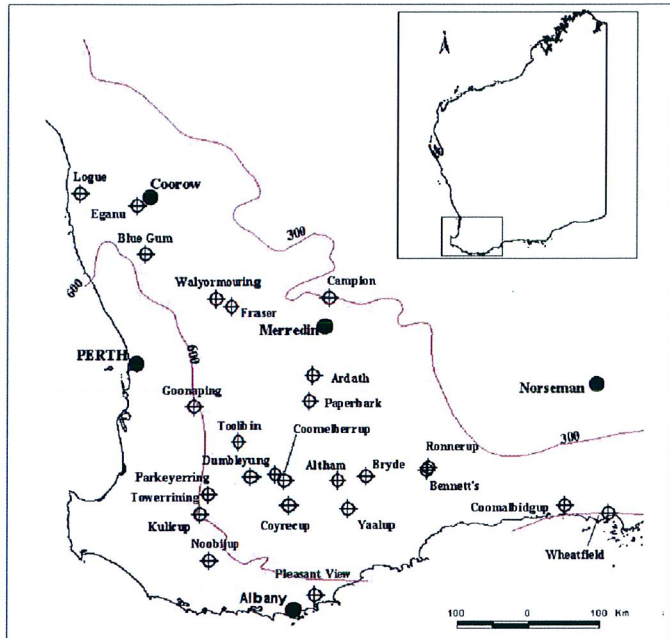 Logue
Coorow
Eganu
Blue Gum
300
600
Walyormouring
Campion
Fraser
Merredin
PERTH
600
Ardath
Norseman
Goonaping
Paperbark
Toolibin
Coomelberrup
300
Ronnerup
Dumbleyung
Altham
Bryde
Parkeyerring
Bennett's
Towerrining
Coomalbidgup
Kulicup
Coyrecup
Yaalup
Wheatfield
Noobijup
Pleasant View
Albany
100 0 100 Km